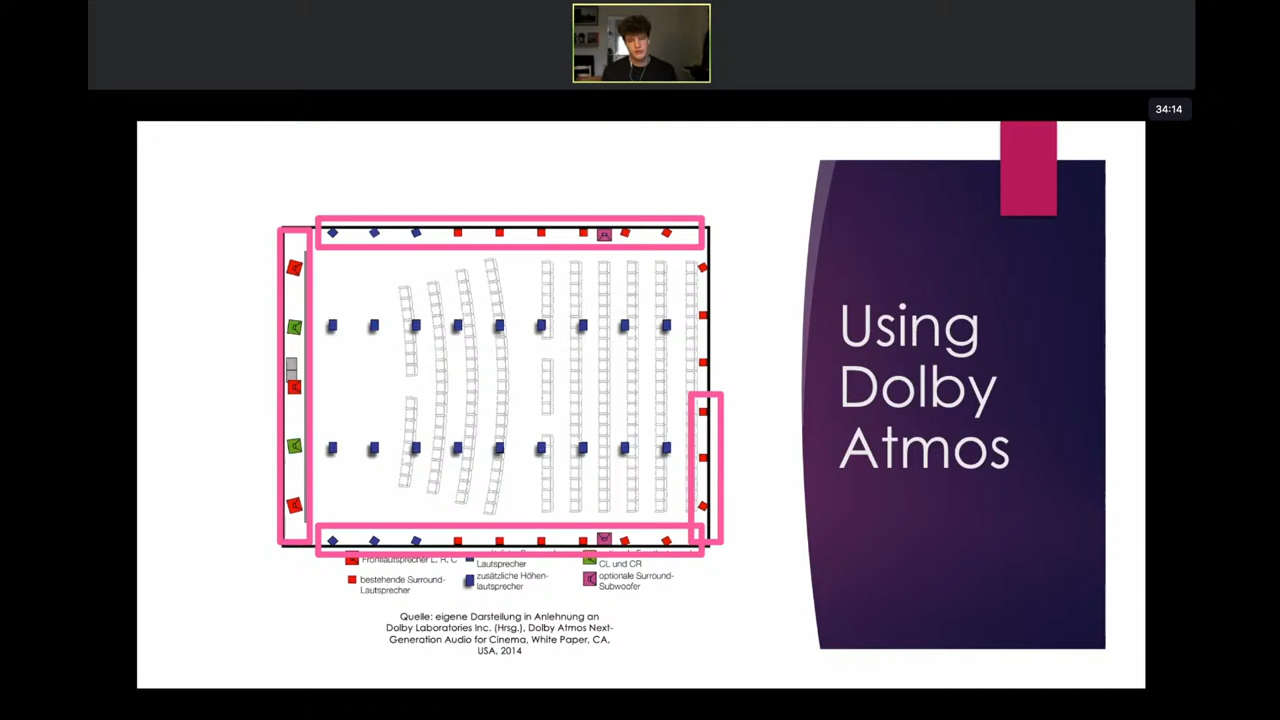 34:14
Using
Dolby
Atmos
Frontlautsprecher L, R, C
Lautsprecher
CL und CR
bestehende Surround-
Lautsprecher
zusätzliche Höhen-
lautsprecher
optionale Surround-
Subwoofer
Quelle: eigene Darstellung in Anlehnung an
Dolby Laboratories Inc. (Hrsg.), Dolby Atmos Next-
Generation Audio for Cinema, White Paper, CA,
USA, 2014